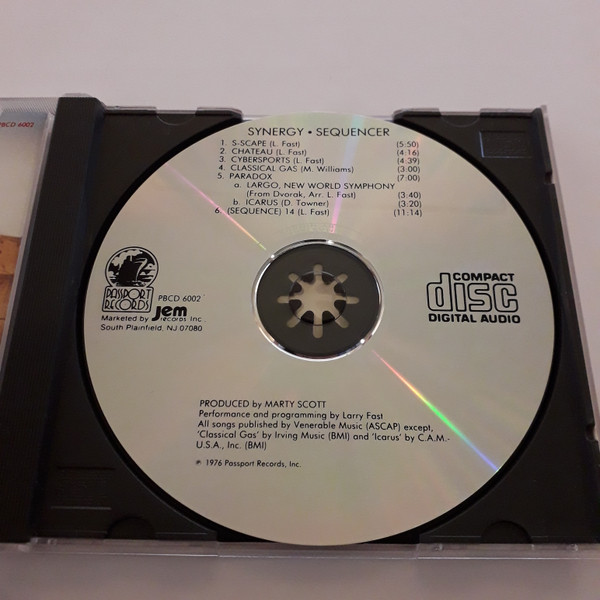 PBCD 6002
SYNERGY • SEQUENCER
1. S-SCAPE (L. Fast) (5:50)
2. CHATEAU (L. Fast) (4:16)
3. CYBERSPORTS (L. Fast) (4:39)
4. CLASSICAL GAS (M. Williams) (3:00)
5. PARADOX (7:00)
a. LARGO, NEW WORLD SYMPHONY
(From Dvorak, Arr. L. Fast) (3:40)
b. ICARUS (D. Towner) (3:20)
6. (SEQUENCE) 14 (L. Fast) (11:14)
PASSPORT
RECORDS
PBCD 6002
Marketed by Jem
records Inc.
South Plainfield, NJ 07080
COMPACT
disc
DIGITAL AUDIO
PRODUCED by MARTY SCOTT
Performance and programming by Larry Fast
All songs published by Venerable Music (ASCAP) except,
'Classical Gas' by Irving Music (BMI) and 'Icarus' by C.A.M.-
U.S.A., Inc. (BMI)
℗ 1976 Passport Records, Inc.